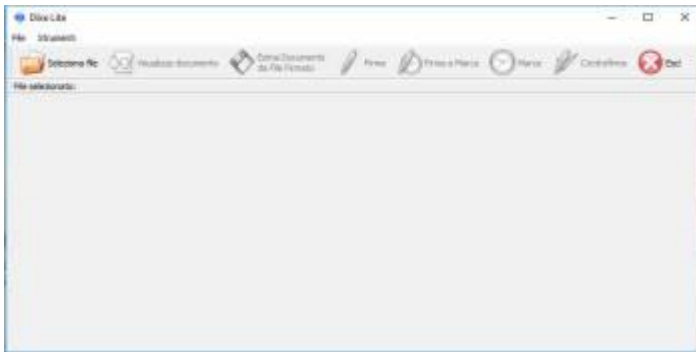 Dike Lite
File Strumenti
Seleziona file Visualizza documento Estrai Documento da File Firmato Firma Firma e Marca Marca Controfirma Esci
File selezionato: